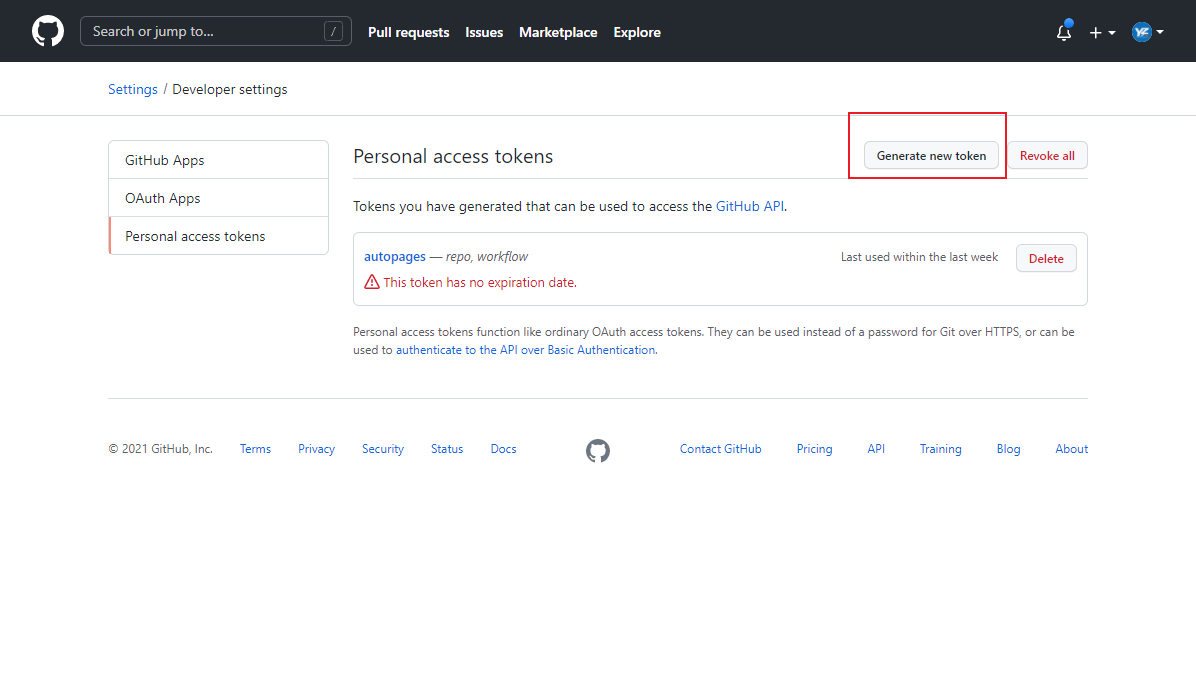 Search or jump to... /
Pull requests Issues Marketplace Explore
YZ
Settings / Developer settings
GitHub Apps
OAuth Apps
Personal access tokens
Personal access tokens
Generate new token
Revoke all
Tokens you have generated that can be used to access the GitHub API.
autopages — repo, workflow
Last used within the last week
Delete
This token has no expiration date.
Personal access tokens function like ordinary OAuth access tokens. They can be used instead of a password for Git over HTTPS, or can be
used to authenticate to the API over Basic Authentication.
© 2021 GitHub, Inc. Terms Privacy Security Status Docs Contact GitHub Pricing API Training Blog About